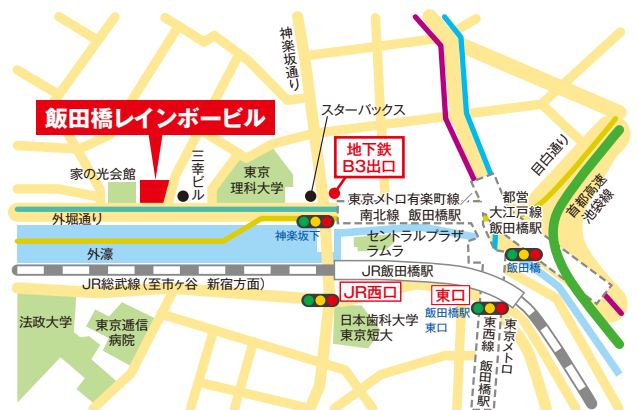 神楽坂通り
スターバックス
飯田橋レインボービル
地下鉄
B3出口
目白通り
首都高速
池袋線
家の光会館
三幸ビル
東京
理科大学
東京メトロ有楽町線/
南北線 飯田橋駅
都営
大江戸線
飯田橋駅
外堀通り
神楽坂下
セントラルプラザ
ラムラ
外濠
飯田橋
JR飯田橋駅
JR総武線(至市ヶ谷 新宿方面)
JR西口
東口
飯田橋駅
東口
法政大学
東京逓信
病院
日本歯科大学
東京短大
東京メトロ
東西線 飯田橋駅